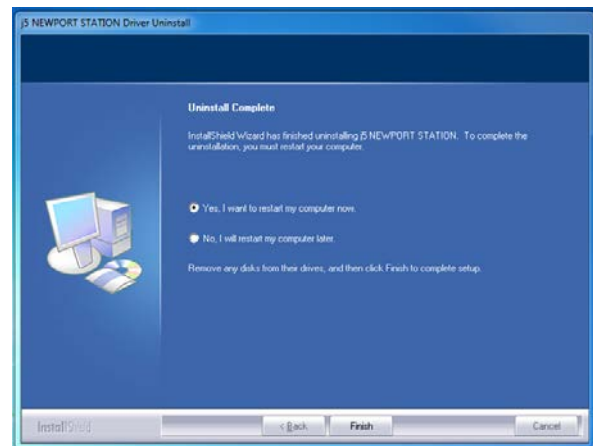 j5 NEWPORT STATION Driver Uninstall
Uninstall Complete
InstallShield Wizard has finished uninstalling j5 NEWPORT STATION. To complete the
uninstallation, you must restart your computer.
Yes, I want to restart my computer now.
No, I will restart my computer later.
Remove any disks from their drives, and then click Finish to complete setup.
InstallShield
< Back
Finish
Cancel